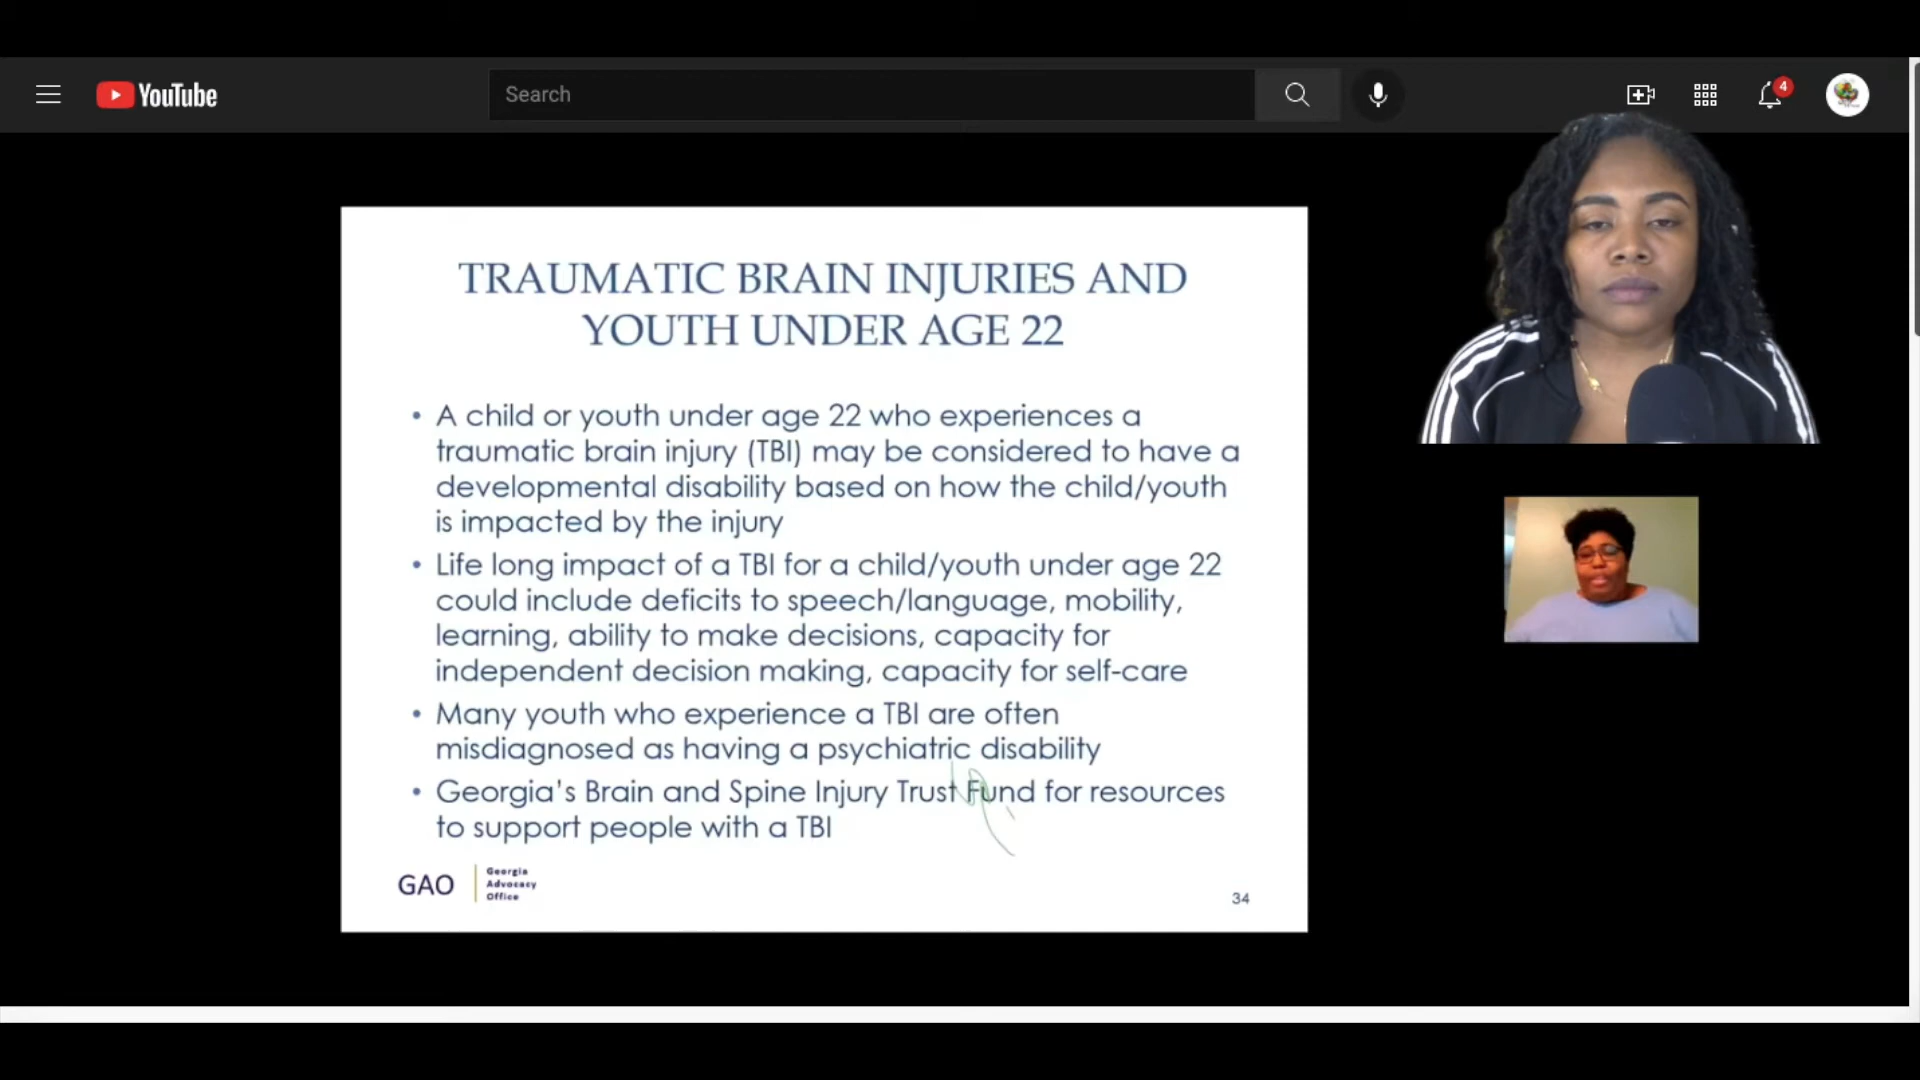 YouTube
Search
4
TRAUMATIC BRAIN INJURIES AND
YOUTH UNDER AGE 22
• A child or youth under age 22 who experiences a
traumatic brain injury (TBI) may be considered to have a
developmental disability based on how the child/youth
is impacted by the injury
• Life long impact of a TBI for a child/youth under age 22
could include deficits to speech/language, mobility,
learning, ability to make decisions, capacity for
independent decision making, capacity for self-care
• Many youth who experience a TBI are often
misdiagnosed as having a psychiatric disability
• Georgia's Brain and Spine Injury Trust Fund for resources
to support people with a TBI
GAO
Georgia
Advocacy
Office
34